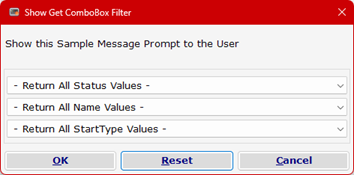 Show Get ComboBox Filter
Show this Sample Message Prompt to the User
- Return All Status Values -
- Return All Name Values -
- Return All StartType Values -
OK Reset Cancel